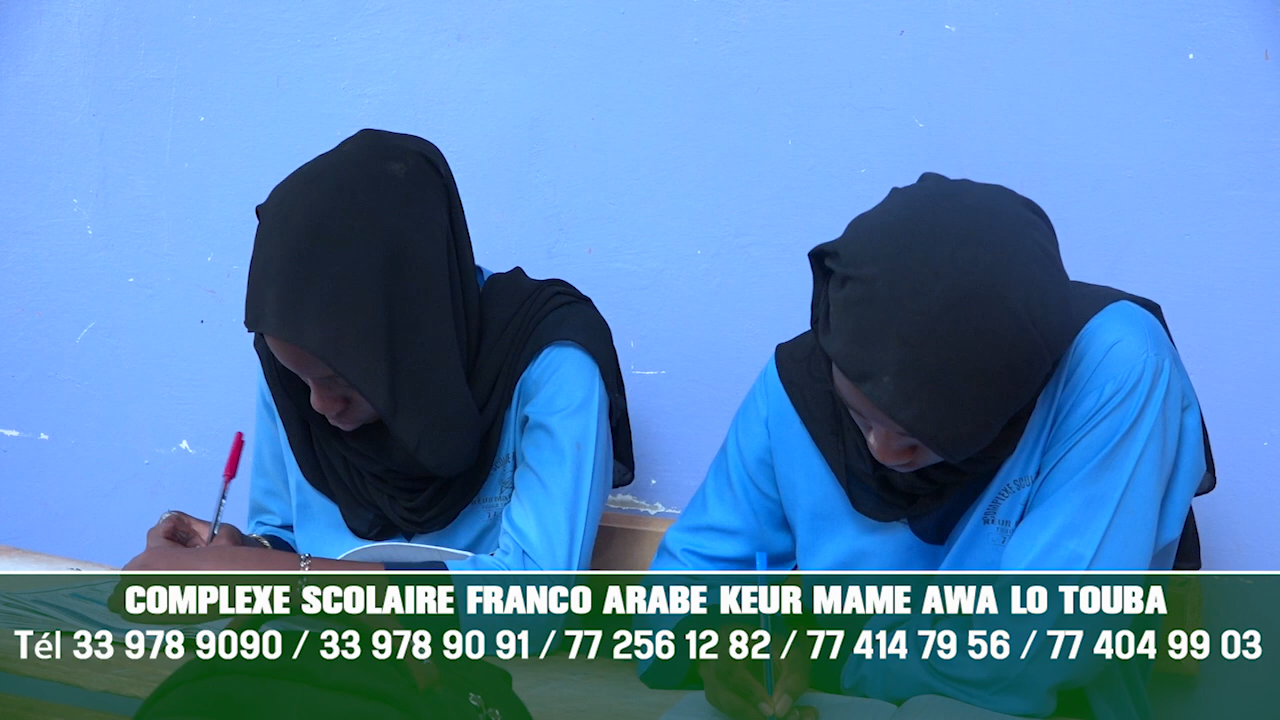 COMPLEXE SCOLAIRE FRANCO ARABE KEUR MAME AWA LO TOUBA
Tél 33 978 9090 / 33 978 90 91 / 77 256 12 82 / 77 414 79 56 / 77 404 99 03
COMPLEXE